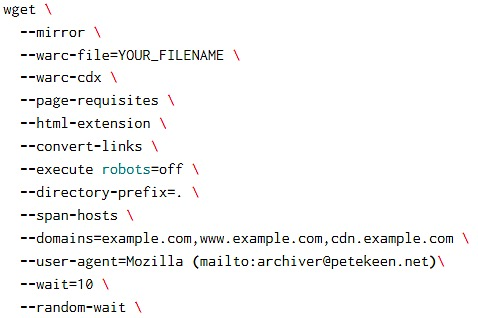 wget \
--mirror \
--warc-file=YOUR_FILENAME \
--warc-cdx \
--page-requisites \
--html-extension \
--convert-links \
--execute robots=off \
--directory-prefix=. \
--span-hosts \
--domains=example.com,www.example.com,cdn.example.com \
--user-agent=Mozilla (mailto:archiver@petekeen.net)\
--wait=10 \
--random-wait \